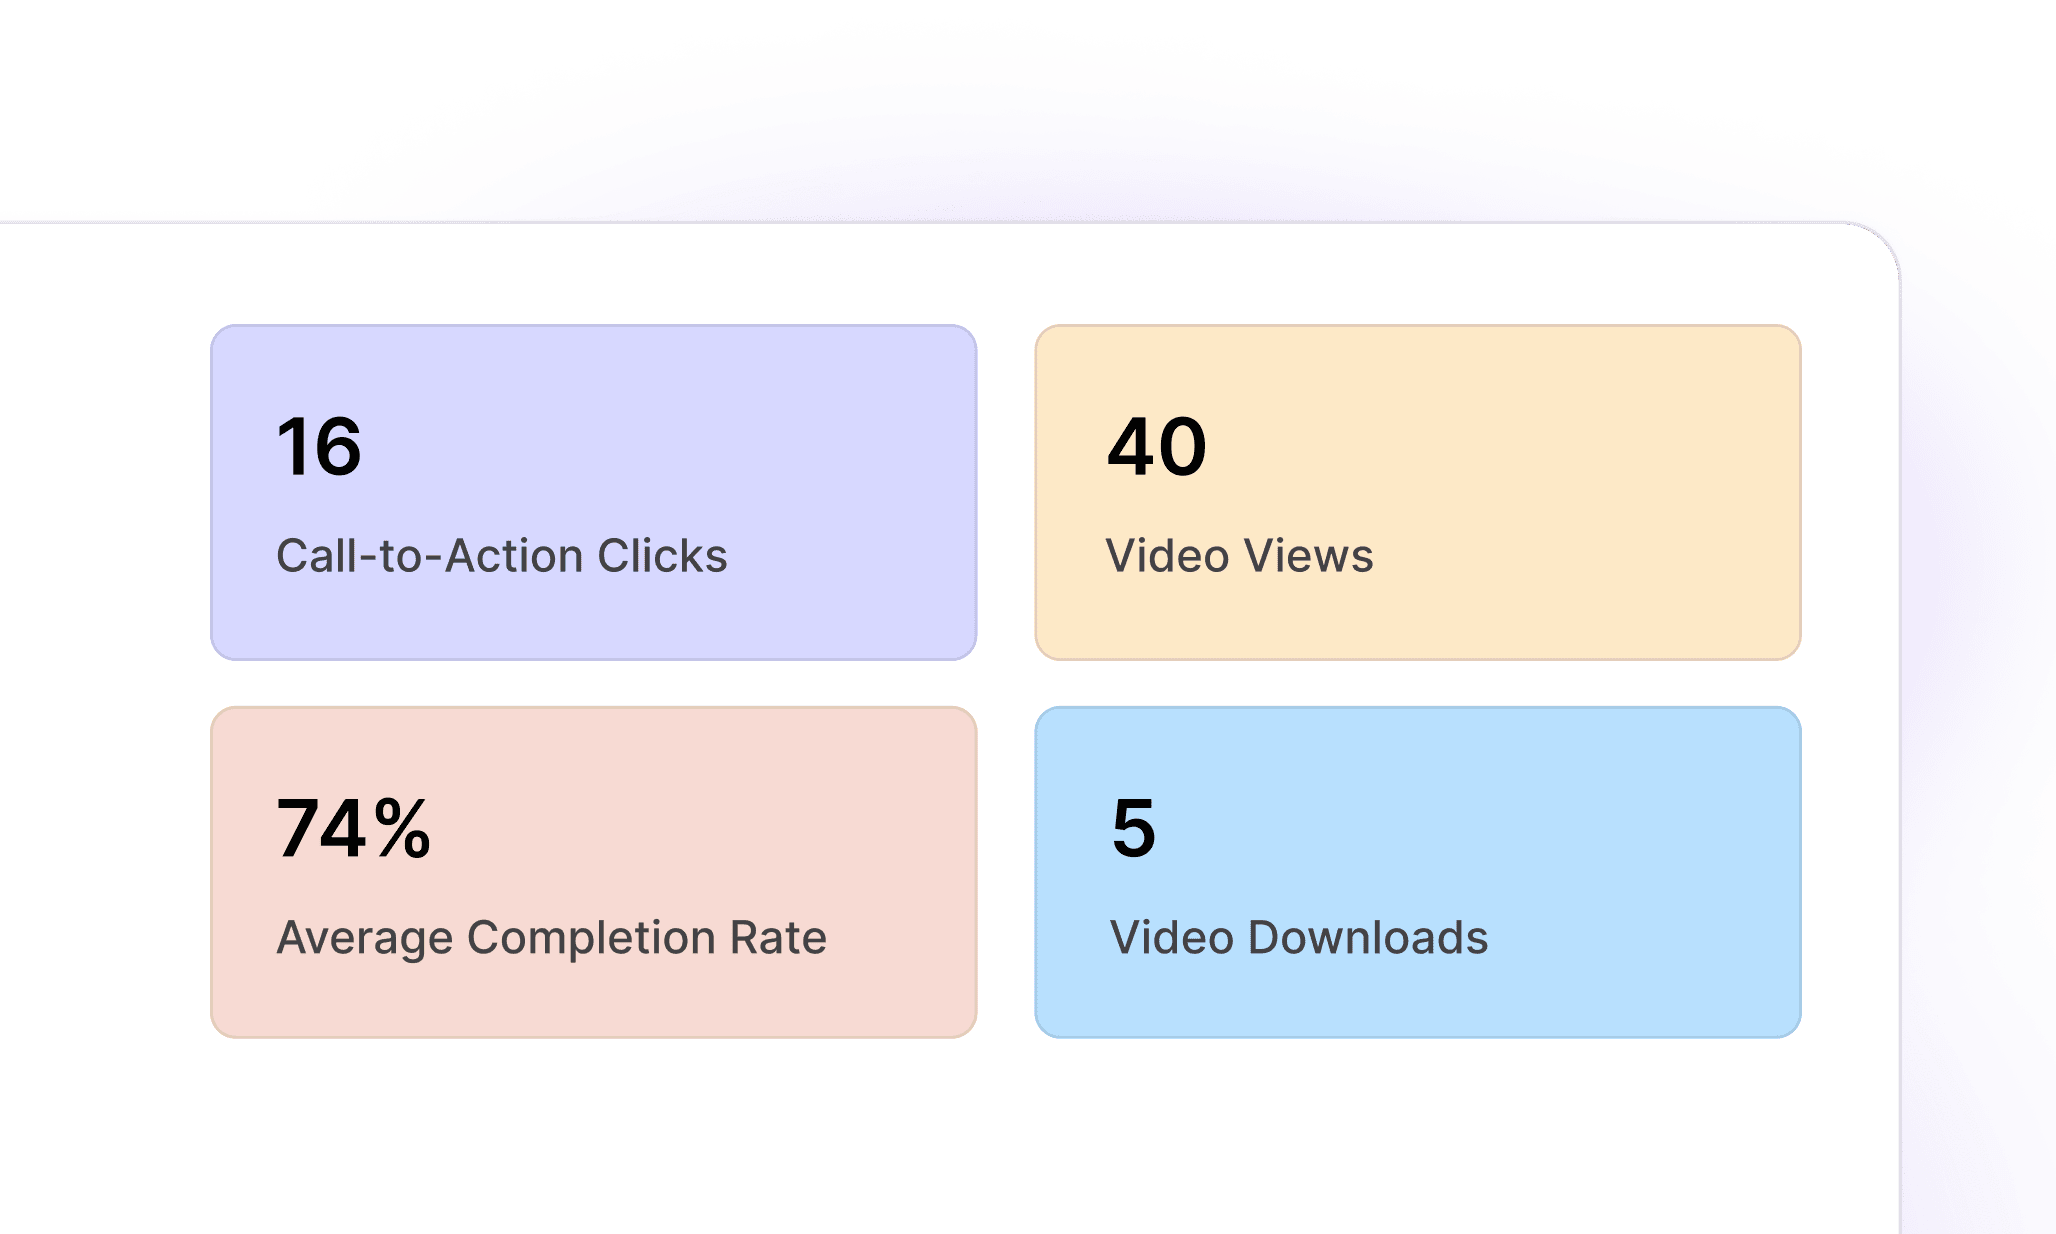 16
Call-to-Action Clicks
40
Video Views
74%
Average Completion Rate
5
Video Downloads